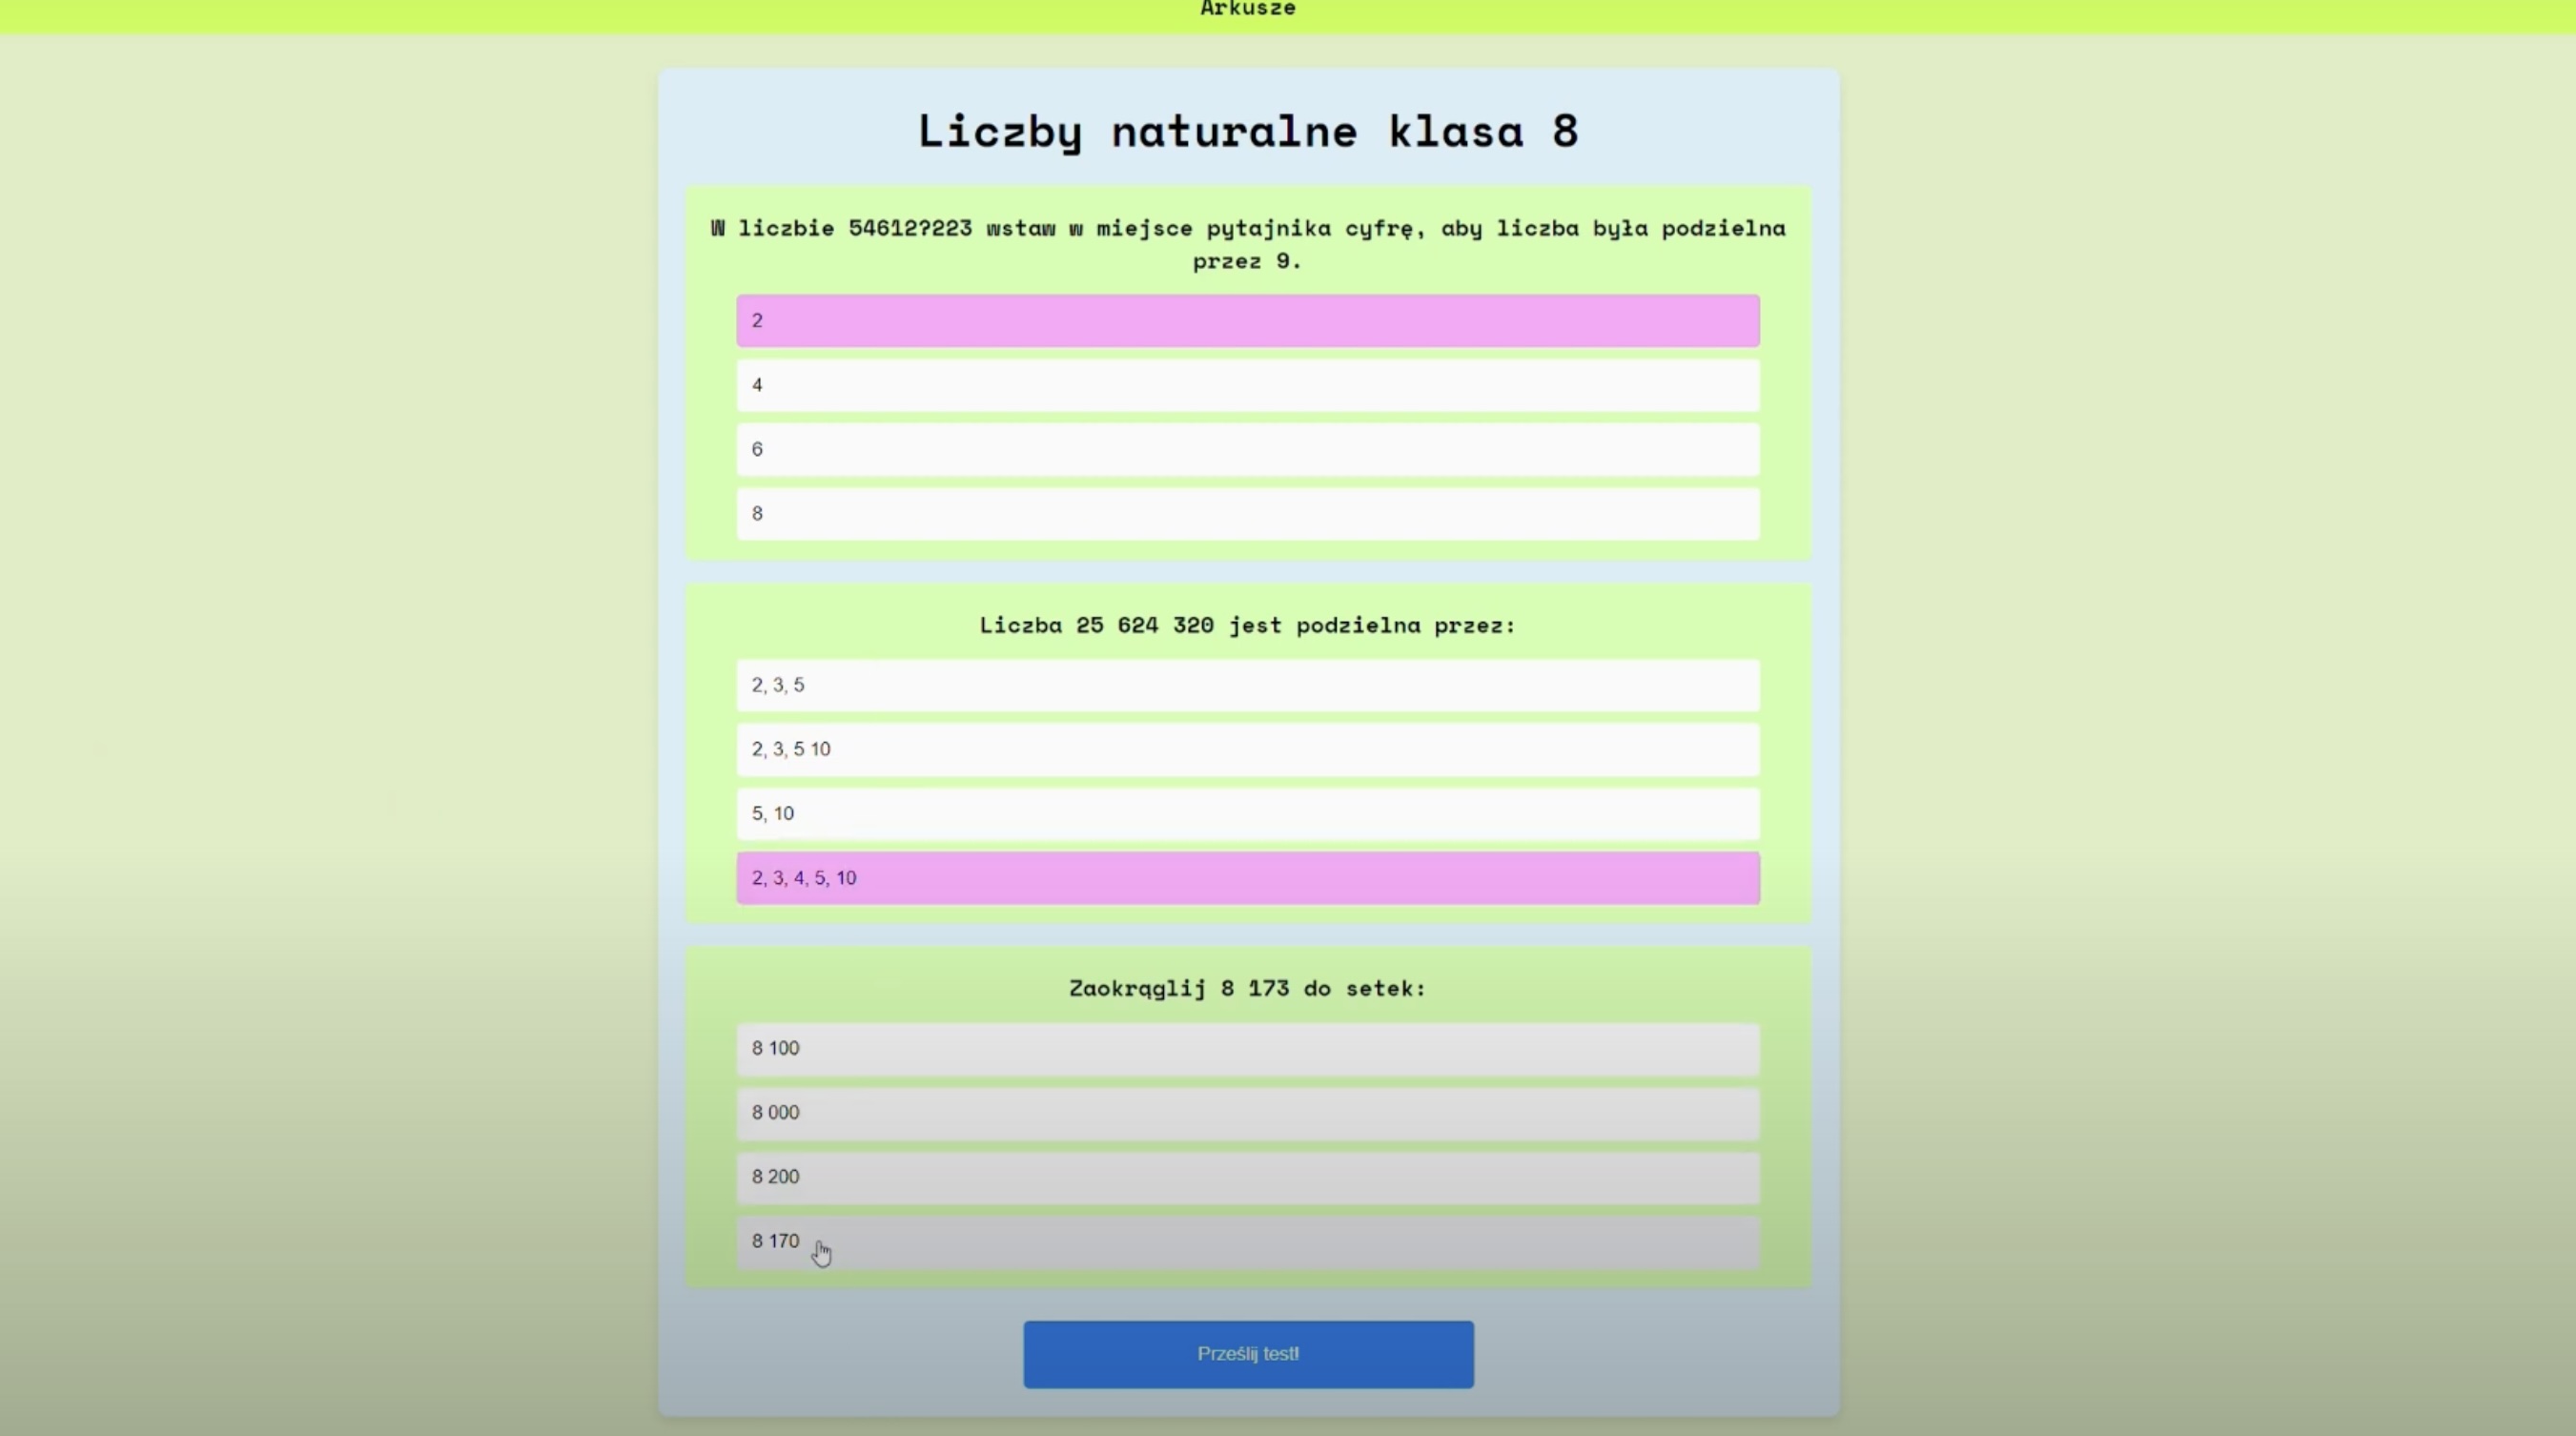 Arkusze
Liczby naturalne klasa 8
W liczbie 54612?223 wstaw w miejsce pytajnika cyfrę, aby liczba była podzielna
przez 9.
2
4
6
8
Liczba 25 624 320 jest podzielna przez:
2, 3, 5
2, 3, 5 10
5, 10
2, 3, 4, 5, 10
Zaokrąglij 8 173 do setek:
8 100
8 000
8 200
8 170
Prześlij test!